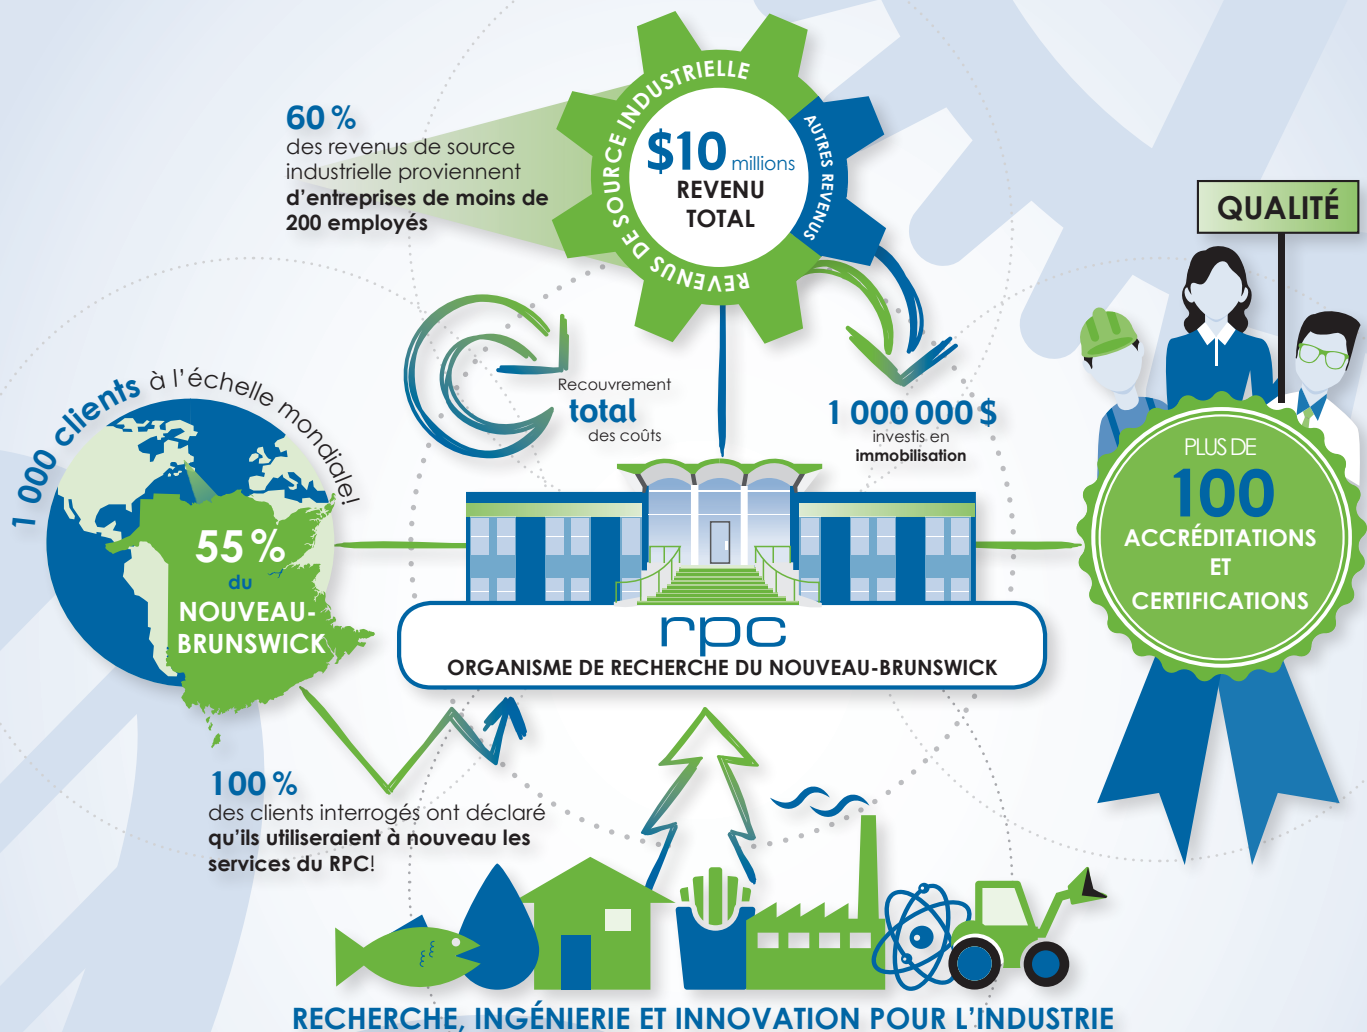 60 %
des revenus de source
industrielle proviennent
d'entreprises de moins de
200 employés
REVENUS DE SOURCE INDUSTRIELLE
AUTRES REVENUS
$10 millions
REVENU
TOTAL
QUALITÉ
Recouvrement
total
des coûts
1 000 000 $
investis en
immobilisation
1 000 clients à l'échelle mondiale!
55 %
du
NOUVEAU-
BRUNSWICK
PLUS DE
100
ACCRÉDITATIONS
ET
CERTIFICATIONS
rpc
ORGANISME DE RECHERCHE DU NOUVEAU-BRUNSWICK
100 %
des clients interrogés ont déclaré
qu'ils utiliseraient à nouveau les
services du RPC!
RECHERCHE, INGÉNIERIE ET INNOVATION POUR L'INDUSTRIE